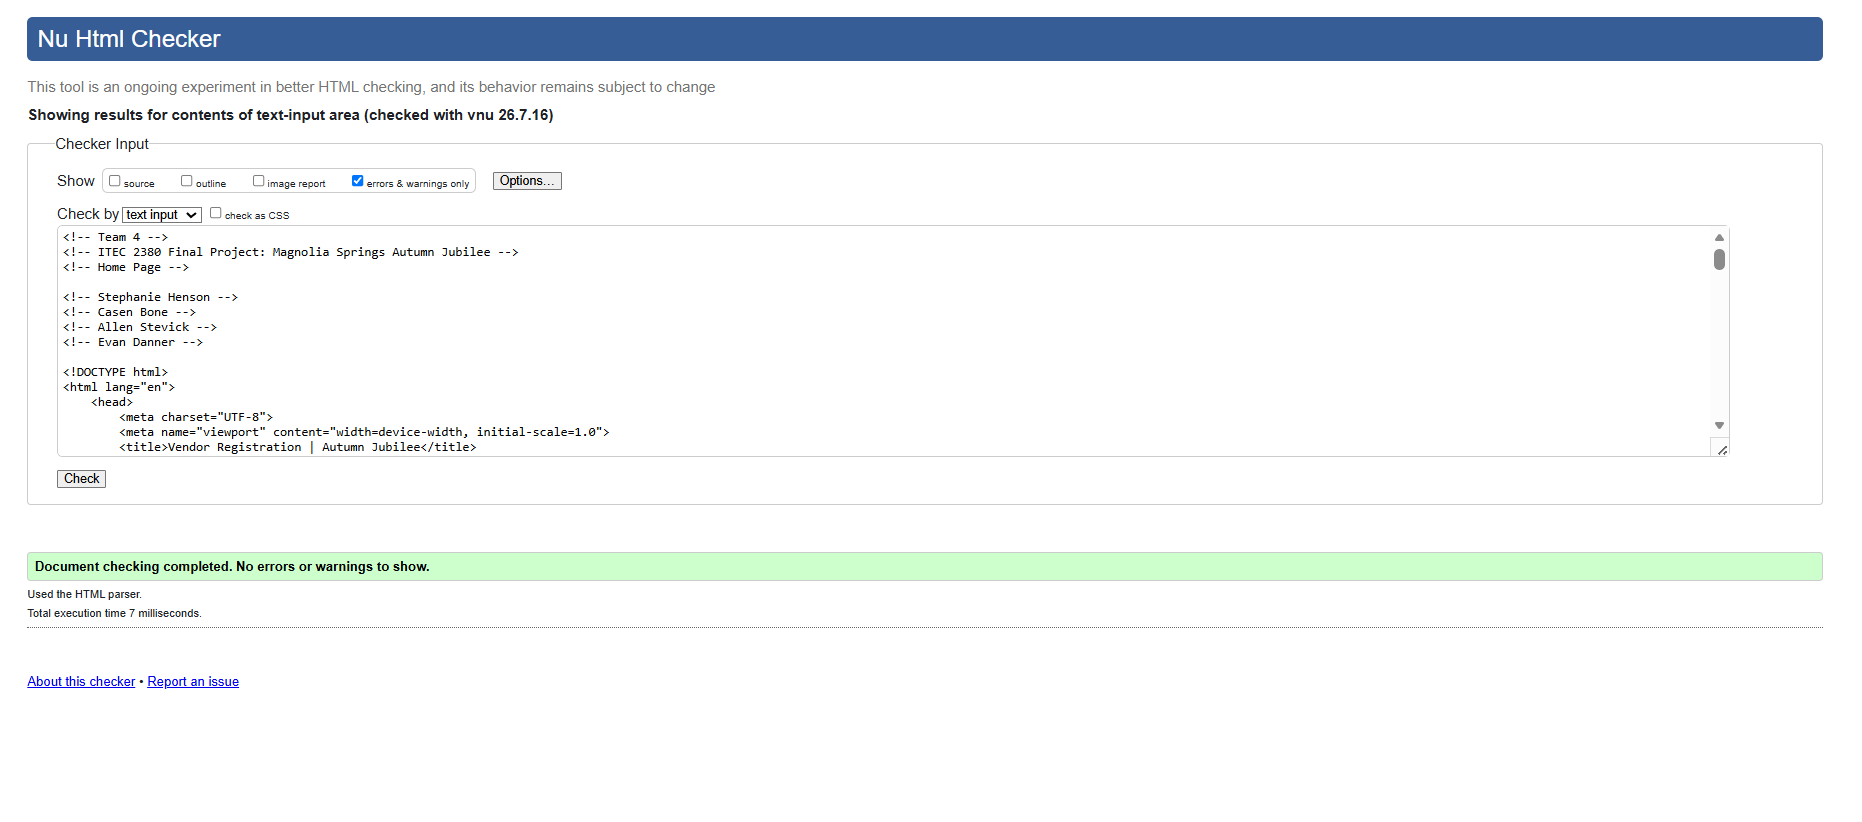 Nu Html Checker
This tool is an ongoing experiment in better HTML checking, and its behavior remains subject to change
Showing results for contents of text-input area (checked with vnu 26.7.16)
Checker Input
Show source outline image report errors & warnings only Options...
Check by text input check as CSS
<!-- Team 4 -->
<!-- ITEC 2380 Final Project: Magnolia Springs Autumn Jubilee -->
<!-- Home Page -->
<!-- Stephanie Henson -->
<!-- Casen Bone -->
<!-- Allen Stevick -->
<!-- Evan Danner -->
<!DOCTYPE html>
<html lang="en">
<head>
<meta charset="UTF-8">
<meta name="viewport" content="width=device-width, initial-scale=1.0">
<title>Vendor Registration | Autumn Jubilee</title>
Check
Document checking completed. No errors or warnings to show.
Used the HTML parser.
Total execution time 7 milliseconds.
About this checker • Report an issue